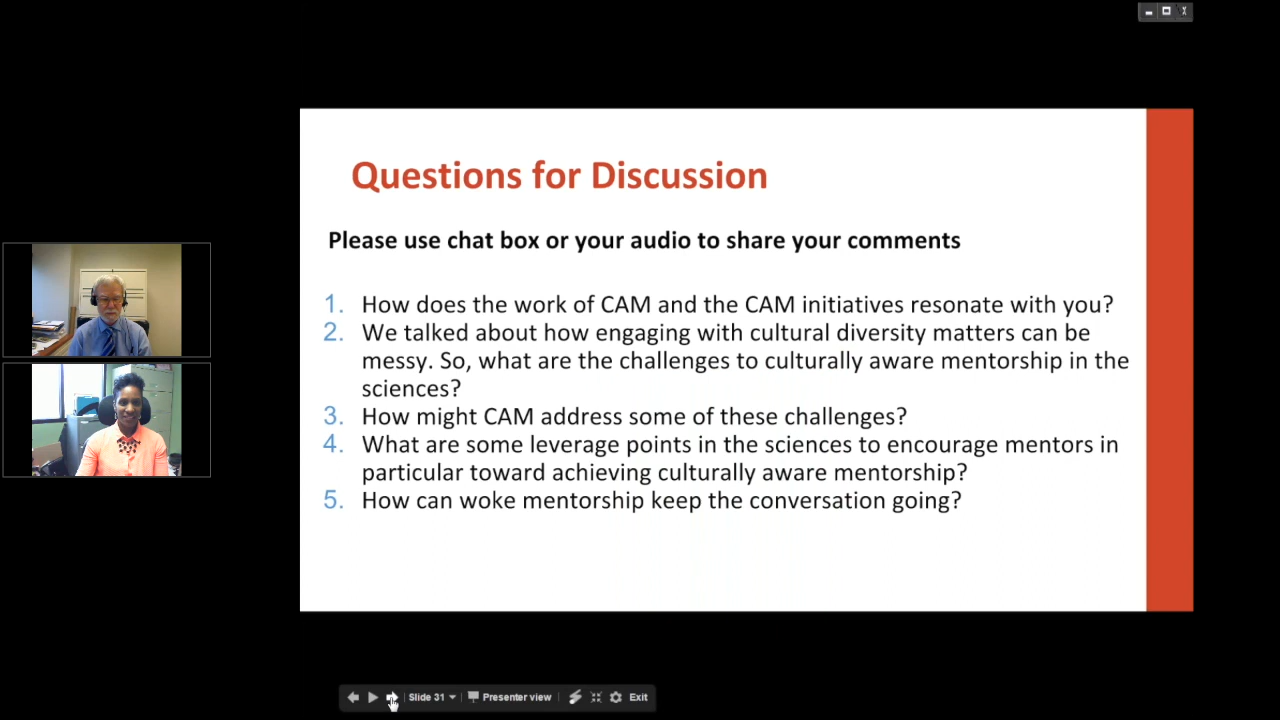 Questions for Discussion
Please use chat box or your audio to share your comments
1. How does the work of CAM and the CAM initiatives resonate with you?
2. We talked about how engaging with cultural diversity matters can be
messy. So, what are the challenges to culturally aware mentorship in the
sciences?
3. How might CAM address some of these challenges?
4. What are some leverage points in the sciences to encourage mentors in
particular toward achieving culturally aware mentorship?
5. How can woke mentorship keep the conversation going?
Slide 31 Presenter view Exit